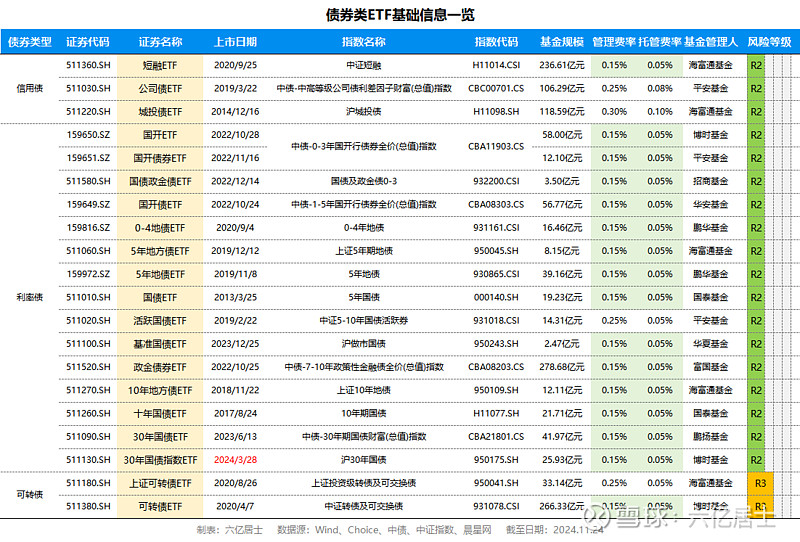 债券类ETF基础信息一览
债券类型 证券代码 证券名称 上市日期 指数名称 指数代码 基金规模 管理费率 托管费率 基金管理人 风险等级
511360.SH 短融ETF 2020/9/25 中证短融 H11014.CSI 236.61亿元 0.15% 0.05% 海富通基金 R2
信用债 511030.SH 公司债ETF 2019/3/22 中债-中高等级公司债利差因子财富(总值)指数 CBC00701.CS 106.29亿元 0.25% 0.08% 平安基金 R2
511220.SH 城投债ETF 2014/12/16 沪城投债 H11098.SH 118.59亿元 0.30% 0.10% 海富通基金 R2
159650.SZ 国开ETF 2022/10/28 中债-0-3年国开行债券全价(总值)指数 CBA11903.CS 58.00亿元 0.15% 0.05% 博时基金 R2
159651.SZ 国开债券ETF 2022/11/16 12.10亿元 0.15% 0.05% 平安基金 R2
511580.SH 国债政金债ETF 2022/12/14 国债及政金债0-3 932200.CSI 3.50亿元 0.15% 0.05% 招商基金 R2
159649.SZ 国开债ETF 2022/10/24 中债-1-5年国开行债券全价(总值)指数 CBA08303.CS 56.77亿元 0.15% 0.05% 华安基金 R2
159816.SZ 0-4地债ETF 2020/9/4 0-4年地债 931161.CSI 16.46亿元 0.15% 0.05% 鹏华基金 R2
511060.SH 5年地方债ETF 2019/12/12 上证5年期地债 950045.SH 8.15亿元 0.15% 0.05% 海富通基金 R2
159972.SZ 5年地债ETF 2019/11/8 5年地债 930865.CSI 39.16亿元 0.15% 0.05% 鹏华基金 R2
利率债 511010.SH 国债ETF 2013/3/25 5年国债 000140.SH 19.23亿元 0.15% 0.05% 国泰基金 R2
511020.SH 活跃国债ETF 2019/2/22 中证5-10年国债活跃券 931018.CSI 14.31亿元 0.25% 0.05% 平安基金 R2
511100.SH 基准国债ETF 2023/12/25 沪做市国债 950243.SH 2.47亿元 0.15% 0.05% 华夏基金 R2
511520.SH 政金债券ETF 2022/10/25 中债-7-10年政策性金融债全价(总值)指数 CBA08203.CS 278.68亿元 0.15% 0.05% 富国基金 R2
511270.SH 10年地方债ETF 2018/11/22 上证10年地债 950109.SH 12.11亿元 0.15% 0.05% 海富通基金 R2
511260.SH 十年国债ETF 2017/8/24 10年期国债 H11077.SH 21.71亿元 0.15% 0.05% 国泰基金 R2
511090.SH 30年国债ETF 2023/6/13 中债-30年期国债财富(总值)指数 CBA21801.CS 41.97亿元 0.15% 0.05% 鹏扬基金 R2
511130.SH 30年国债指数ETF 2024/3/28 沪30年国债 950175.SH 25.93亿元 0.15% 0.05% 博时基金 R2
511180.SH 上证可转债ETF 2020/8/26 上证投资级转债及可交换债 950041.SH 33.14亿元 0.25% 0.05% 海富通基金 R3
可转债 511380.SH 可转债ETF 2020/4/7 中证转债及可交换债 931078.CSI 266.33亿元 0.15% 0.05% 博时基金 R3
制表：六亿居士 数据源：Wind、Choice、中债、中证指数、晨星网 截至日期：2024.11.24
雪球：六亿居士